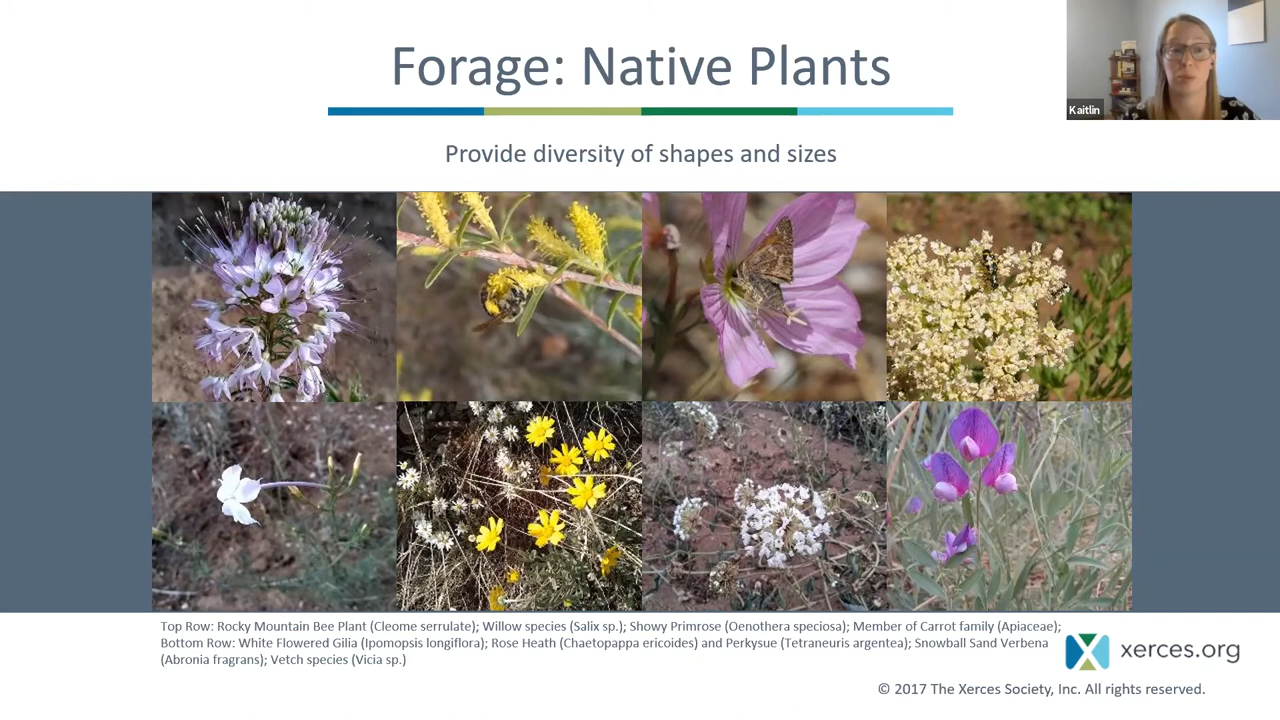 Forage: Native Plants
Kaitlin
Provide diversity of shapes and sizes
Top Row: Rocky Mountain Bee Plant (Cleome serrulate); Willow species (Salix sp.); Showy Primrose (Oenothera speciosa); Member of Carrot family (Apiaceae);
Bottom Row: White Flowered Gilia (Ipomopsis longiflora); Rose Heath (Chaetopappa ericoides) and Perkysue (Tetraneuris argentea); Snowball Sand Verbena
(Abronia fragrans); Vetch species (Vicia sp.)
xerces.org
© 2017 The Xerces Society, Inc. All rights reserved.